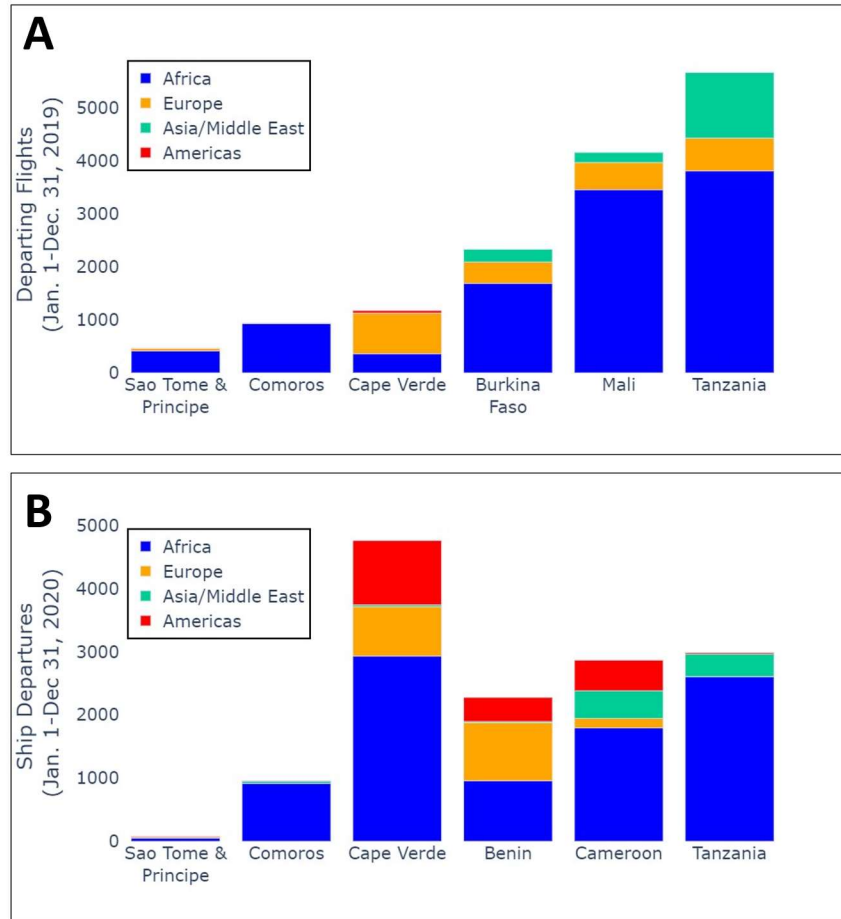 A
Africa
Europe
Asia/Middle East
Americas
Departing Flights
(Jan. 1-Dec. 31, 2019)
5000
4000
3000
2000
1000
0
Sao Tome &
Principe
Comoros
Cape Verde
Burkina
Faso
Mali
Tanzania
B
Africa
Europe
Asia/Middle East
Americas
Ship Departures
(Jan. 1-Dec 31, 2020)
5000
4000
3000
2000
1000
0
Sao Tome &
Principe
Comoros
Cape Verde
Benin
Cameroon
Tanzania